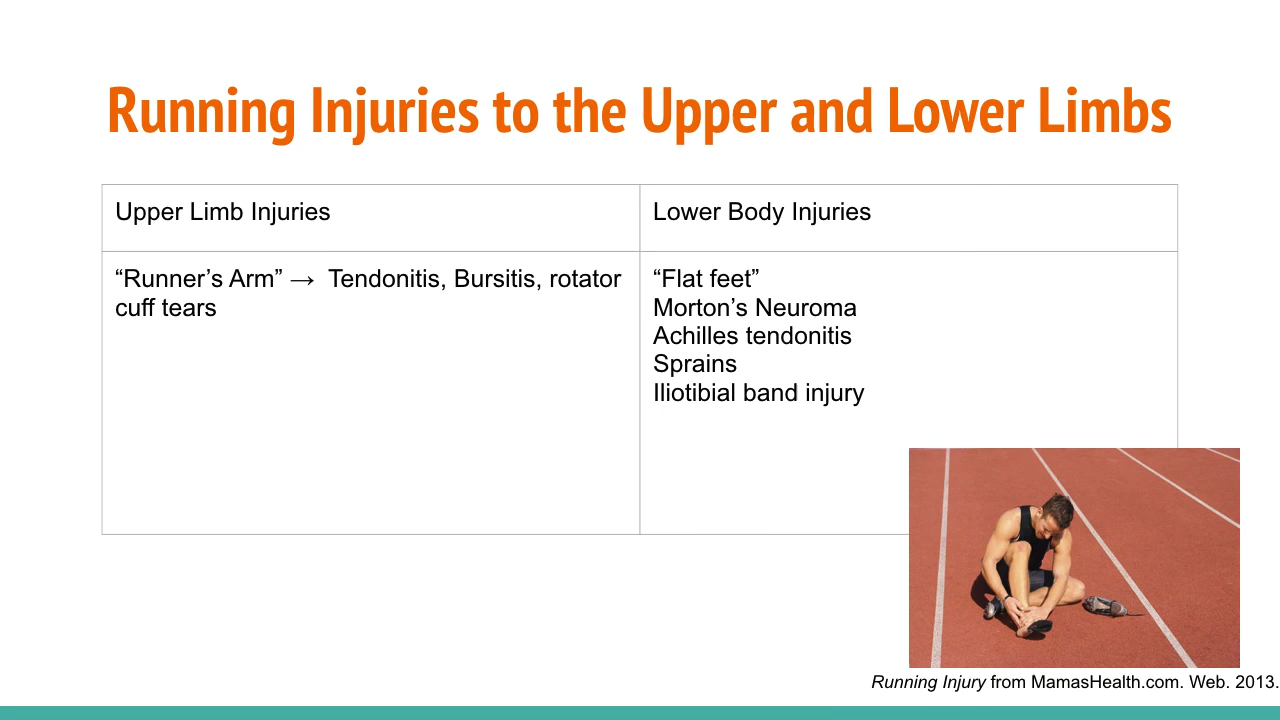 Running Injuries to the Upper and Lower Limbs
Upper Limb Injuries
Lower Body Injuries
“Runner’s Arm” → Tendonitis, Bursitis, rotator
cuff tears
“Flat feet”
Morton’s Neuroma
Achilles tendonitis
Sprains
Iliotibial band injury
Running Injury from MamasHealth.com. Web. 2013.